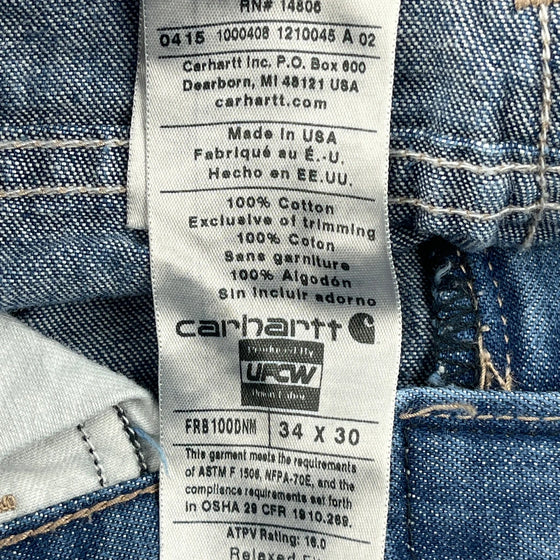 RN# 14806
0415 1000408 1210045 A 02
Carhartt Inc. P.O. Box 600
Dearborn, MI 48121 USA
carhartt.com
Made in USA
Fabriqué au É.-U.
Hecho en EE.UU.
100% Cotton
Exclusive of trimming
100% Coton
Sans garniture
100% Algodón
Sin incluir adorno
carhartt
UFCW
FRB100DNM 34 X 30
This garment meets the requirements
of ASTM F 1506, NFPA-70E, and the
compliance requirements set forth
in OSHA 29 CFR 1910.269.
ATPV Rating: 16.0
Relaxed